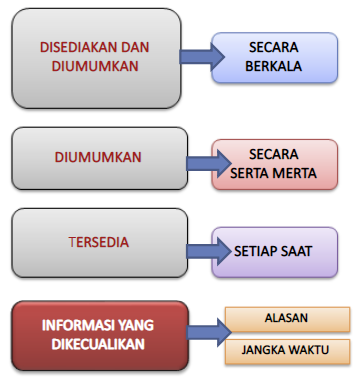 DISEDIAKAN DAN
DIUMUMKAN
SECARA
BERKALA
DIUMUMKAN
SECARA
SERTA MERTA
TERSEDIA
SETIAP SAAT
INFORMASI YANG
DIKECUALIKAN
ALASAN
JANGKA WAKTU